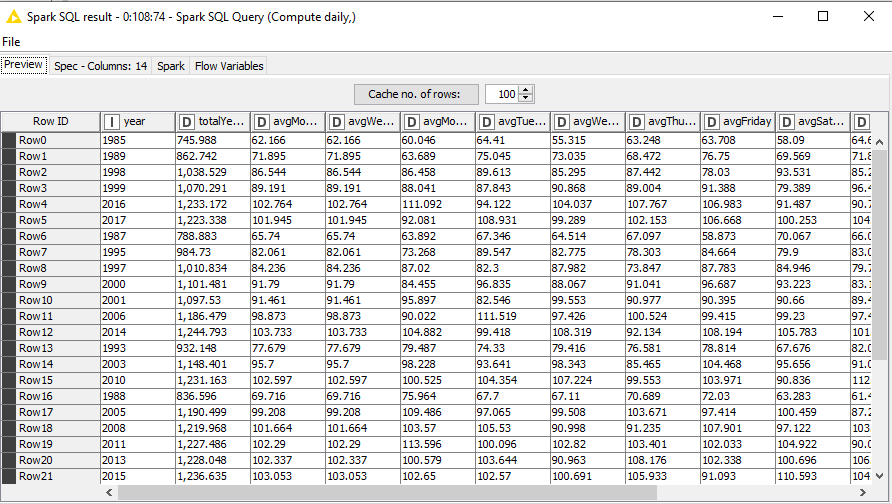 Spark SQL result - 0:108:74 - Spark SQL Query (Compute daily,)
File
Preview Spec - Columns: 14 Spark Flow Variables
Cache no. of rows: 100
Row ID I year D totalYe... D avgMo... D avgWe... D avgMo... D avgTue... D avgWe... D avgThu... D avgFriday D avgSat... D
Row0 1985 745.988 62.166 62.166 60.046 64.41 55.315 63.248 63.708 58.09 64.6
Row1 1989 862.742 71.895 71.895 63.689 75.045 73.035 68.472 76.75 69.569 71.8
Row2 1998 1,038.529 86.544 86.544 86.458 89.613 85.295 87.442 78.03 93.531 85.2
Row3 1999 1,070.291 89.191 89.191 88.041 87.843 90.868 89.004 91.388 79.389 96.4
Row4 2016 1,233.172 102.764 102.764 111.092 94.122 104.037 107.767 106.983 91.487 90.7
Row5 2017 1,223.338 101.945 101.945 92.081 108.931 99.289 102.153 106.668 100.253 104
Row6 1987 788.883 65.74 65.74 63.892 67.346 64.514 67.097 58.873 70.067 66.0
Row7 1995 984.73 82.061 82.061 73.268 89.547 82.775 78.303 84.664 79.9 83.0
Row8 1997 1,010.834 84.236 84.236 87.02 82.3 87.982 73.847 87.783 84.946 79.7
Row9 2000 1,101.481 91.79 91.79 84.455 96.835 88.067 91.041 96.687 93.223 83.1
Row10 2001 1,097.53 91.461 91.461 95.897 82.546 99.553 90.977 90.395 90.66 89.4
Row11 2006 1,186.479 98.873 98.873 90.022 111.519 97.426 100.524 99.415 99.23 97.4
Row12 2014 1,244.793 103.733 103.733 104.882 99.418 108.319 92.134 108.194 105.783 101
Row13 1993 932.148 77.679 77.679 79.487 74.33 79.416 76.581 78.814 67.676 82.0
Row14 2003 1,148.401 95.7 95.7 98.228 93.641 98.343 85.465 104.468 95.656 91.0
Row15 2010 1,231.163 102.597 102.597 100.525 104.354 107.224 99.553 103.971 90.836 112
Row16 1988 836.596 69.716 69.716 75.964 67.7 67.11 70.689 72.03 63.283 61.4
Row17 2005 1,190.499 99.208 99.208 109.486 97.065 99.508 103.671 97.414 100.459 87.2
Row18 2008 1,219.968 101.664 101.664 103.57 105.53 90.998 91.235 107.901 97.122 103
Row19 2011 1,227.486 102.29 102.29 113.596 100.096 102.82 103.401 102.033 104.922 90.0
Row20 2013 1,228.048 102.337 102.337 100.579 103.644 90.963 108.176 102.338 100.696 106
Row21 2015 1,236.635 103.053 103.053 102.65 102.57 100.691 105.933 91.093 110.593 104